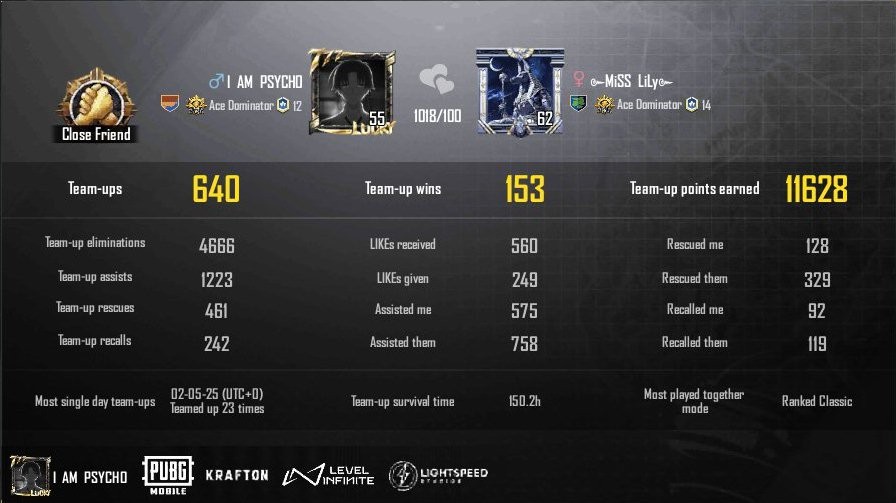 I AM PSYCHO
Ace Dominator 12
Close Friend
55
LUCKY
1018/100
62
MiSS LiLy
Ace Dominator 14
Team-ups 640
Team-up wins 153
Team-up points earned 11628
Team-up eliminations 4666
LIKEs received 560
Rescued me 128
Team-up assists 1223
LIKEs given 249
Rescued them 329
Team-up rescues 461
Assisted me 575
Recalled me 92
Team-up recalls 242
Assisted them 758
Recalled them 119
Most single day team-ups
02-05-25 (UTC+0)
Teamed up 23 times
Team-up survival time 150.2h
Most played together
mode
Ranked Classic
LUCKY
I AM PSYCHO
PUBG
MOBILE
KRAFTON
LEVEL
INFINITE
LIGHTSPEED
STUDIOS